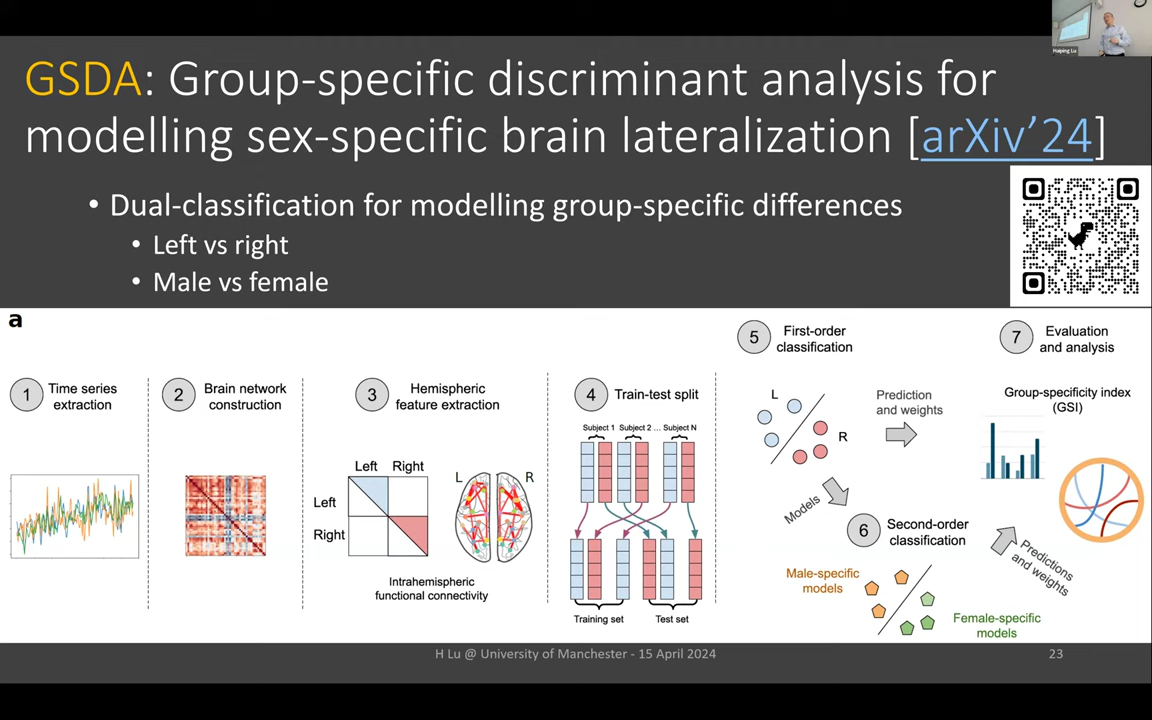 Haiping Lu
GSDA: Group-specific discriminant analysis for
modelling sex-specific brain lateralization [arXiv’24]
• Dual-classification for modelling group-specific differences
• Left vs right
• Male vs female
a
1
Time series
extraction
2
Brain network
construction
3
Hemispheric
feature extraction
Left
Right
Left
Right
L
R
Intrahemispheric
functional connectivity
4
Train-test split
Subject 1
Subject 2
...
Subject N
Training set
Test set
5
First-order
classification
L
R
Prediction
and weights
Models
6
Second-order
classification
Male-specific
models
Female-specific
models
Predictions
and weights
7
Evaluation
and analysis
Group-specificity index
(GSI)
H Lu @ University of Manchester - 15 April 2024
23